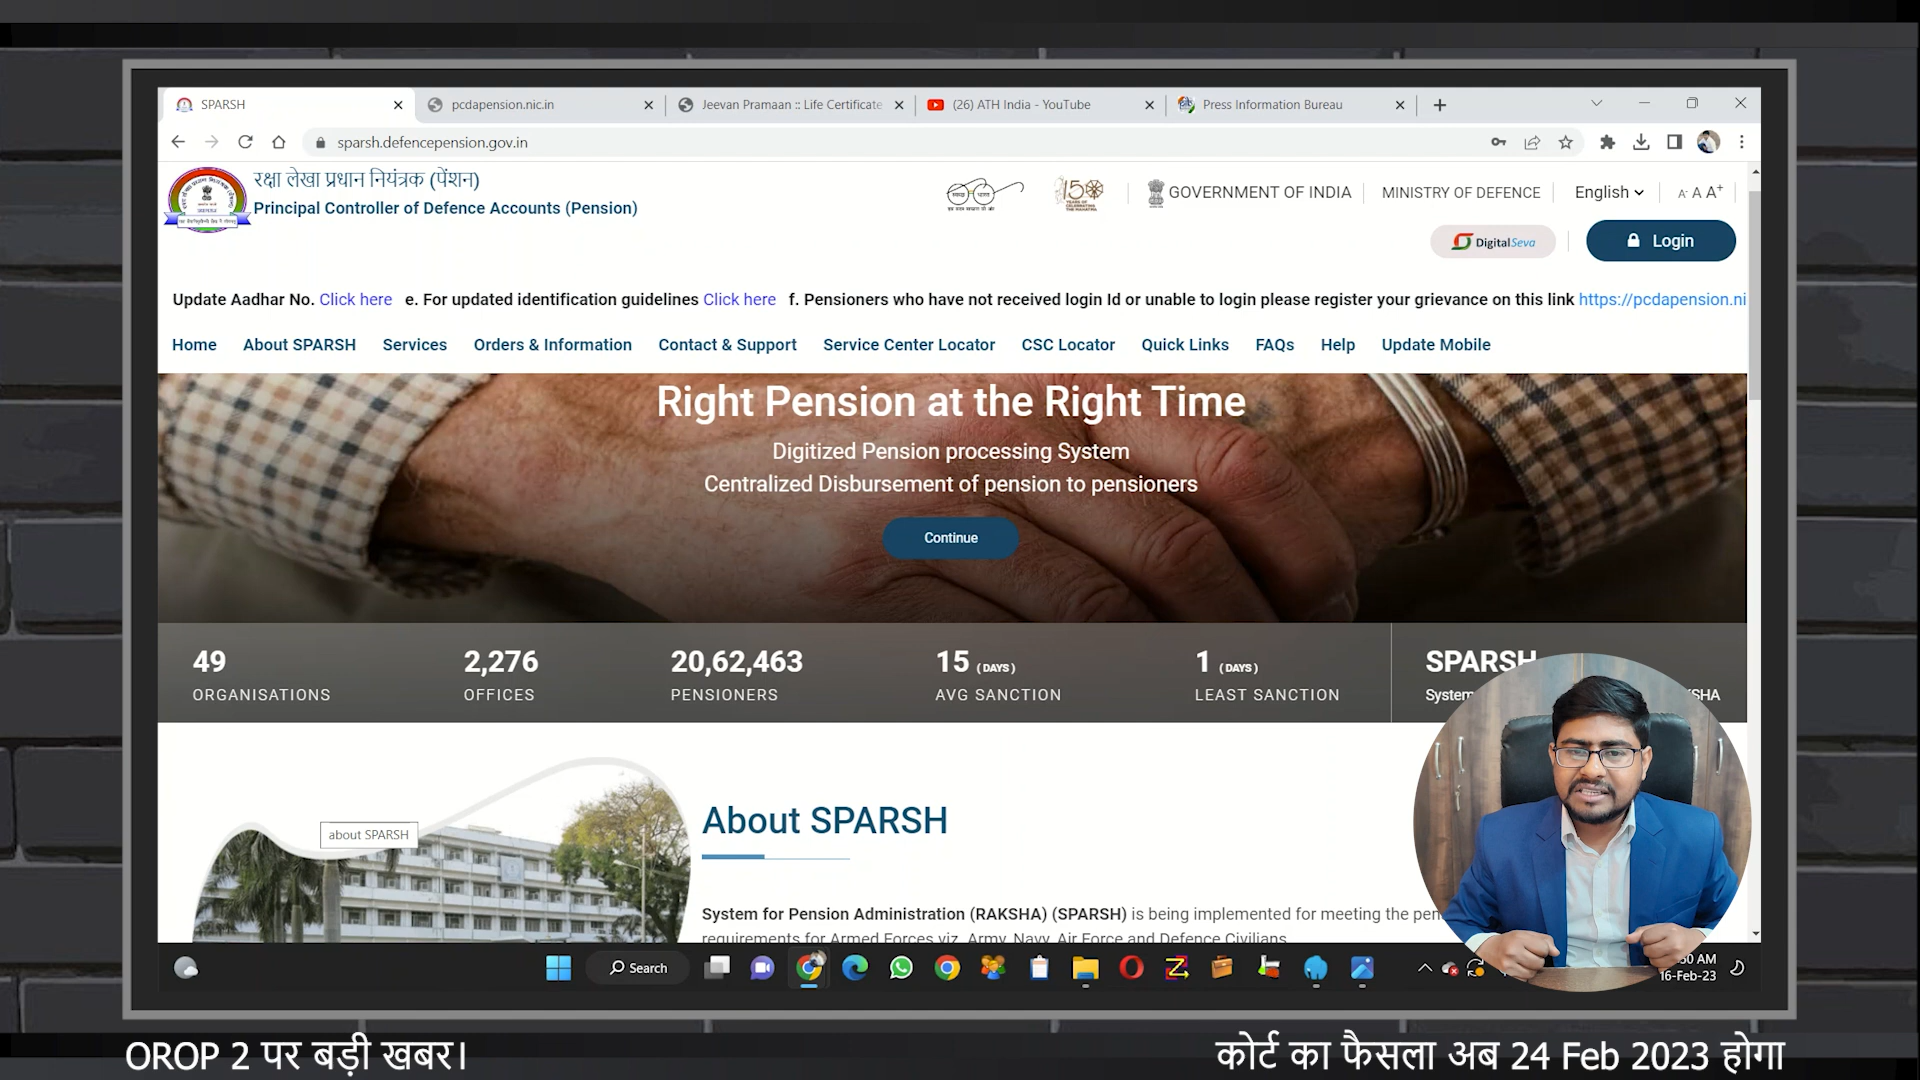 SPARSH
pcdapension.nic.in
Jeevan Pramaan :: Life Certificate
(26) ATH India - YouTube
Press Information Bureau
sparsh.defencepension.gov.in
रक्षा लेखा प्रधान नियंत्रक (पेंशन)
Principal Controller of Defence Accounts (Pension)
GOVERNMENT OF INDIA
MINISTRY OF DEFENCE
English
A- A A+
DigitalSeva
Login
Update Aadhar No. Click here e. For updated identification guidelines Click here f. Pensioners who have not received login Id or unable to login please register your grievance on this link https://pcdapension.ni
Home About SPARSH Services Orders & Information Contact & Support Service Center Locator CSC Locator Quick Links FAQs Help Update Mobile
Right Pension at the Right Time
Digitized Pension processing System
Centralized Disbursement of pension to pensioners
Continue
49 2,276 20,62,463 15 (DAYS) 1 (DAYS) SPARSH
ORGANISATIONS OFFICES PENSIONERS AVG SANCTION LEAST SANCTION System
about SPARSH
About SPARSH
System for Pension Administration (RAKSHA) (SPARSH) is being implemented for meeting the pen
requirements for Armed Forces viz. Army, Navy, Air Force and Defence Civilians
Search
50 AM
16-Feb-23
OROP 2 पर बड़ी खबर।
कोर्ट का फैसला अब 24 Feb 2023 होगा